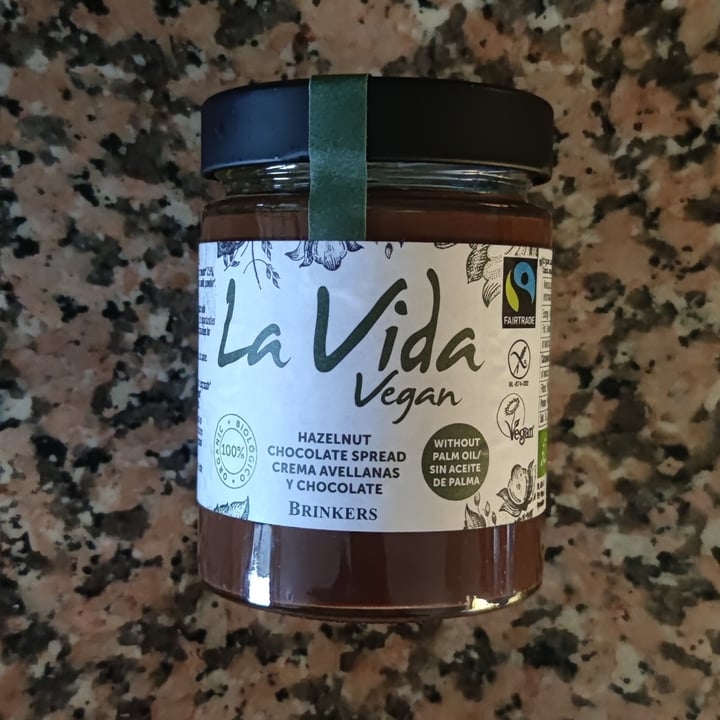 La Vida
Vegan
HAZELNUT
CHOCOLATE SPREAD
CREMA AVELLANAS
Y CHOCOLATE
BRINKERS
ORGANIC • BIOLÓGICO •
100%
WITHOUT
PALM OIL/
SIN ACEITE
DE PALMA
FAIRTRADE
Vegan